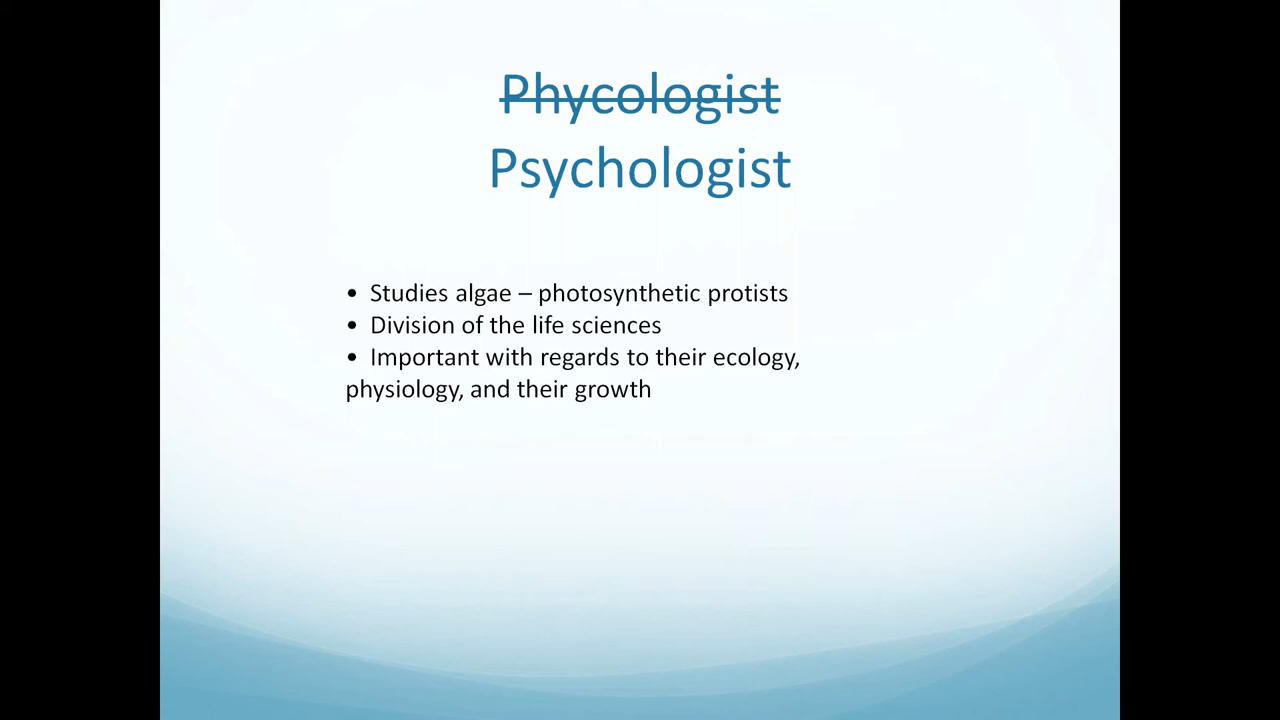 Phycologist
Psychologist
• Studies algae – photosynthetic protists
• Division of the life sciences
• Important with regards to their ecology,
physiology, and their growth